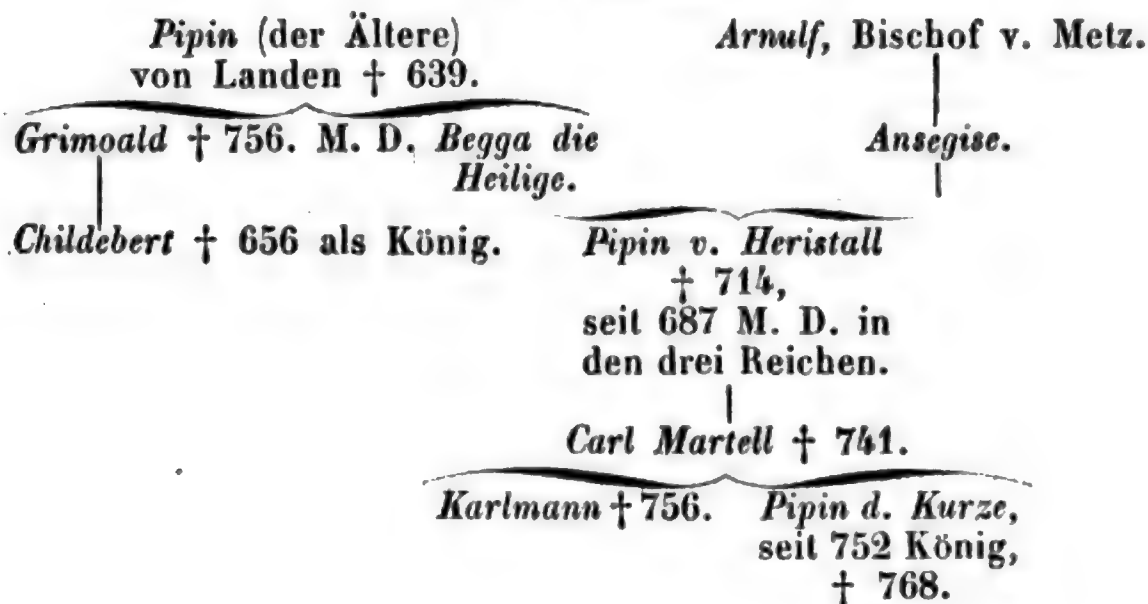 Pipin (der Ältere)
von Landen † 639.
Arnulf, Bischof v. Metz.
Grimoald † 756. M. D. Begga die
Heilige.
Ansegise.
Childebert † 656 als König.
Pipin v. Heristall
† 714,
seit 687 M. D. in
den drei Reichen.
Carl Martell † 741.
Karlmann † 756.
Pipin d. Kurze,
seit 752 König,
† 768.